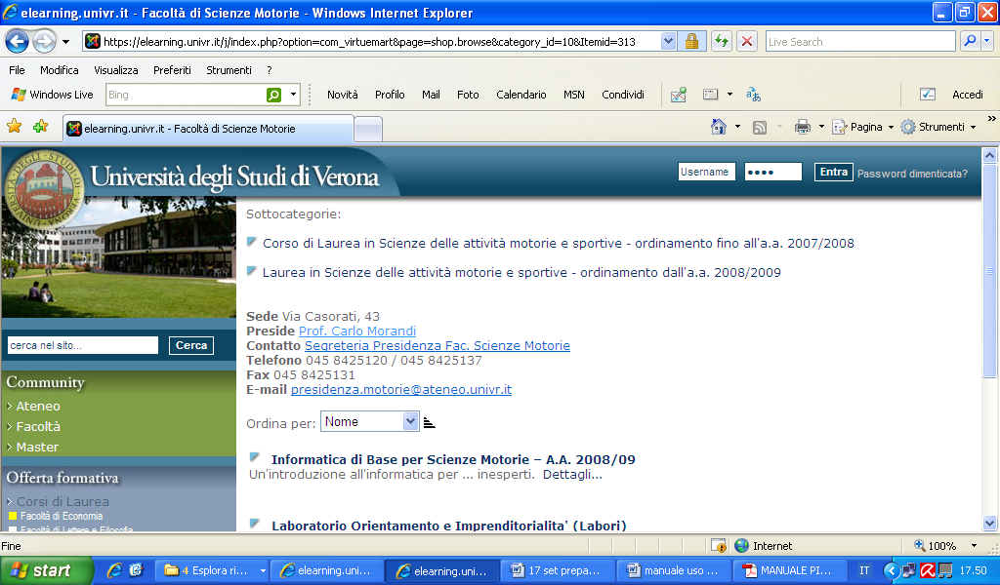 elearning.univr.it - Facoltà di Scienze Motorie - Windows Internet Explorer
https://elearning.univr.it/j/index.php?option=com_virtuemart&page=shop.browse&category_id=10&Itemid=313
Live Search
File Modifica Visualizza Preferiti Strumenti ?
Windows Live Bing Novità Profilo Mail Foto Calendario MSN Condividi Accedi
elearning.univr.it - Facoltà di Scienze Motorie Pagina Strumenti »
Università degli Studi di Verona
Username •••• Entra Password dimenticata?
Sottocategorie:
Corso di Laurea in Scienze delle attività motorie e sportive - ordinamento fino all'a.a. 2007/2008
Laurea in Scienze delle attività motorie e sportive - ordinamento dall'a.a. 2008/2009
Sede Via Casorati, 43
Preside Prof. Carlo Morandi
Contatto Segreteria Presidenza Fac. Scienze Motorie
Telefono 045 8425120 / 045 8425137
Fax 045 8425131
E-mail presidenza.motorie@ateneo.univr.it
Ordina per: Nome
Informatica di Base per Scienze Motorie – A.A. 2008/09
Un'introduzione all'informatica per ... inesperti. Dettagli...
Laboratorio Orientamento e Imprenditorialita' (Labori)
cerca nel sito... Cerca
Community
> Ateneo
> Facoltà
> Master
Offerta formativa
> Corsi di Laurea
Facoltà di Economia
Facoltà di Lettere e Filosofia
Fine Internet 100%
start 4 Esplora ri... elearning.univ... elearning.uni... 17 set prepa... manuale uso ... MANUALE PI... IT 17.50